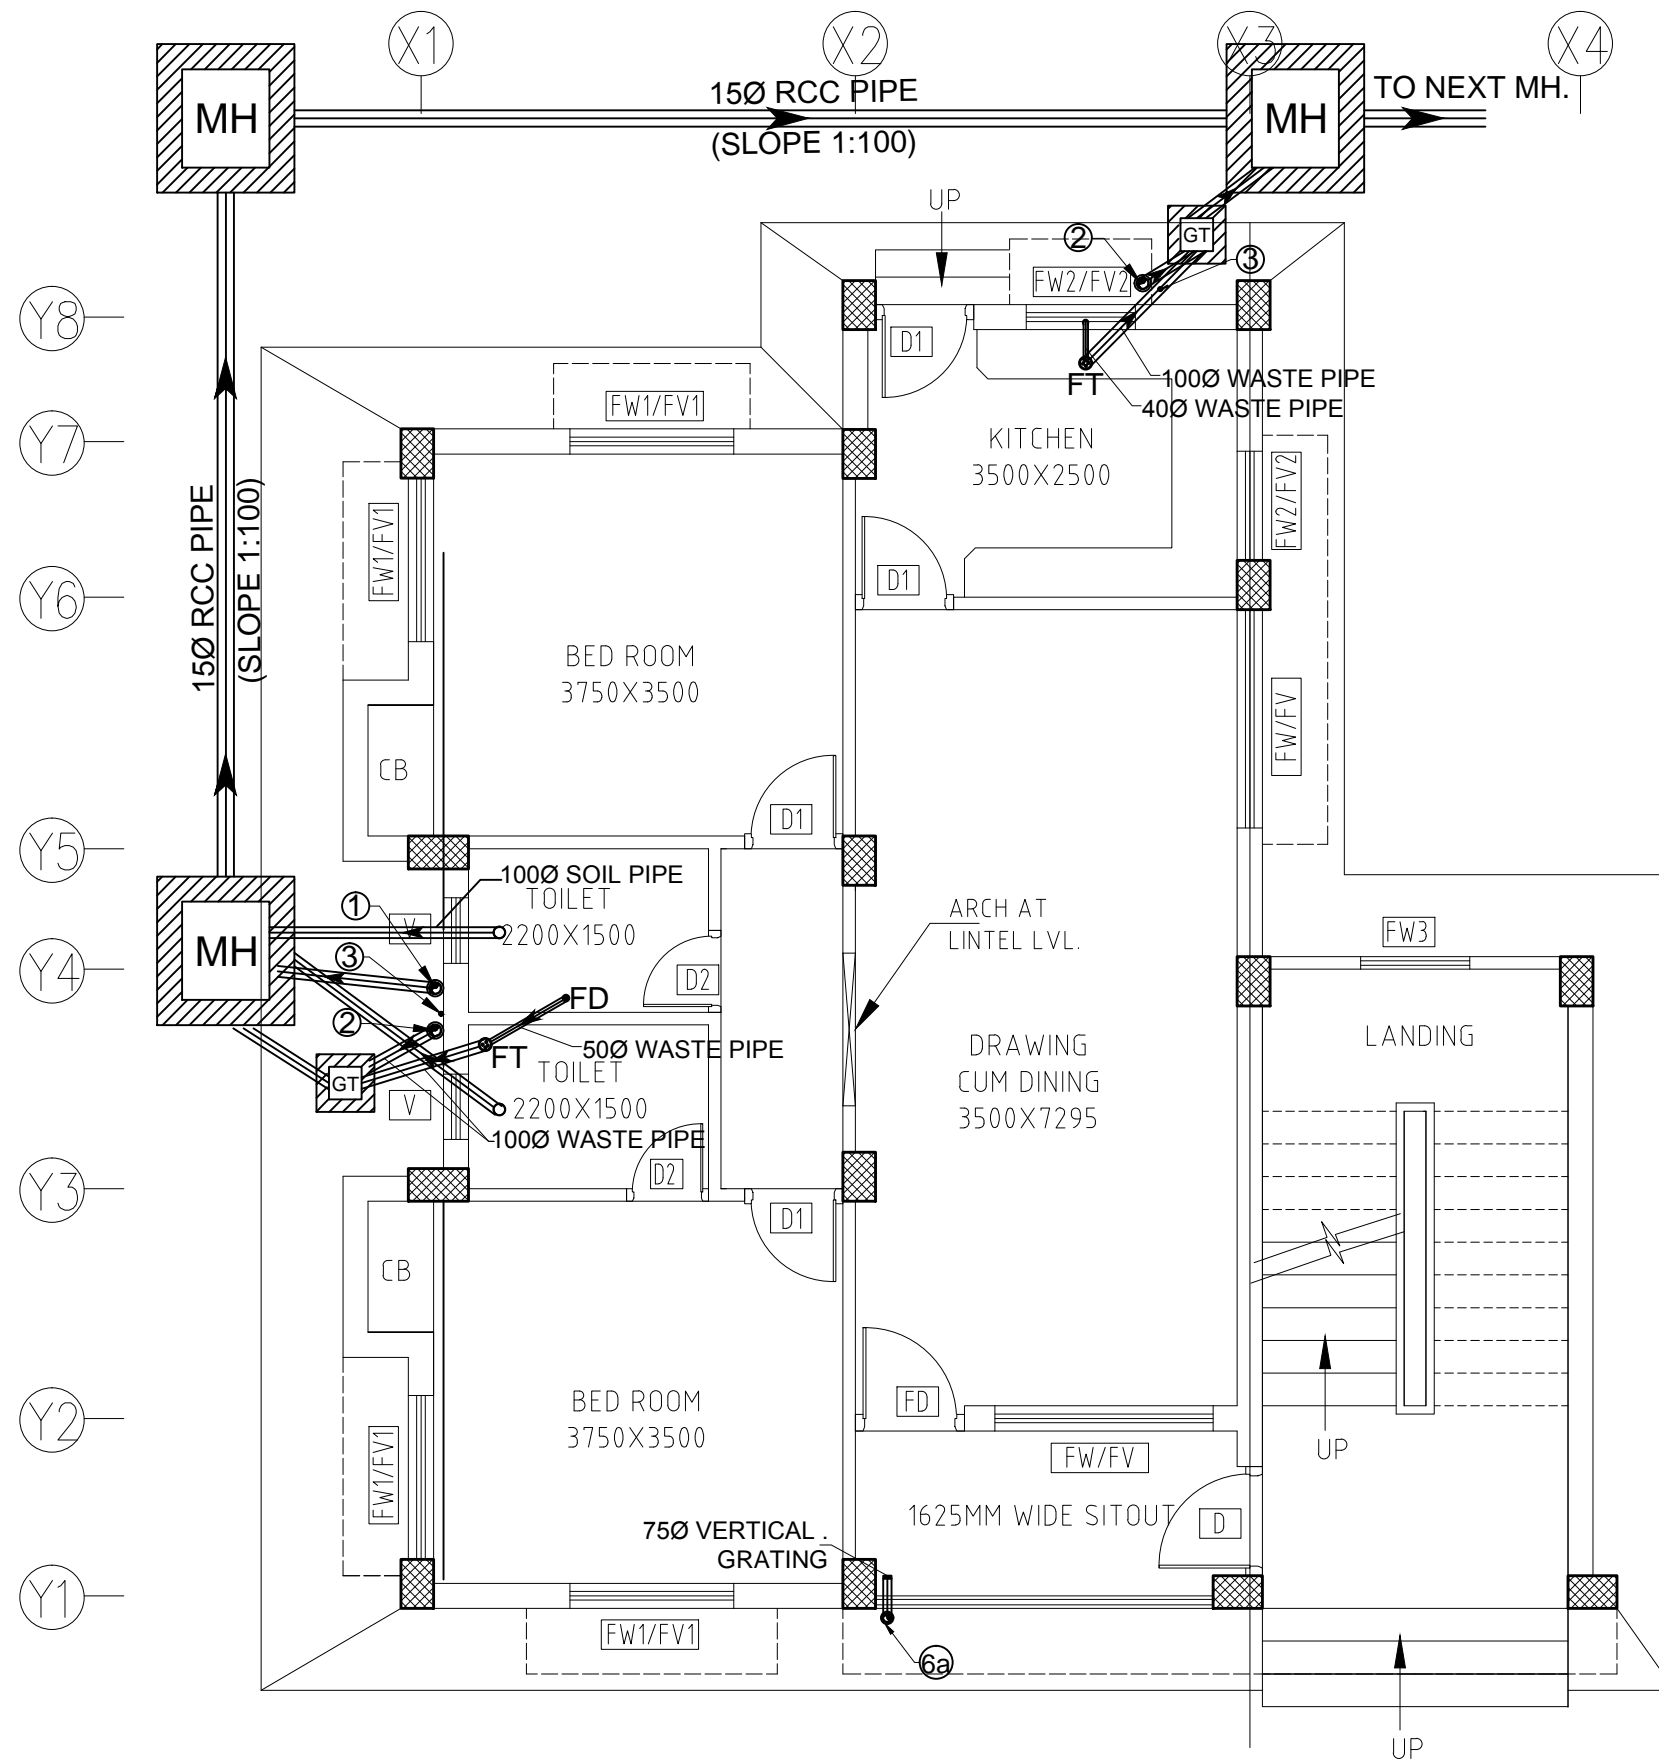 X1
X2
X3
X4
MH
15Ø RCC PIPE
(SLOPE 1:100)
MH
TO NEXT MH.
UP
2
GT
3
FW2/FV2
Y8
D1
FT
100Ø WASTE PIPE
40Ø WASTE PIPE
FW1/FV1
Y7
KITCHEN
3500X2500
FW2/FV2
15Ø RCC PIPE
(SLOPE 1:100)
FW1/FV1
D1
Y6
BED ROOM
3750X3500
FW/FV
CB
D1
Y5
100Ø SOIL PIPE
TOILET
2200X1500
1
V
ARCH AT
LINTEL LVL.
FW3
MH
Y4
3
D2
FD
2
FT
50Ø WASTE PIPE
TOILET
2200X1500
GT
V
100Ø WASTE PIPE
DRAWING
CUM DINING
3500X7295
LANDING
D2
Y3
D1
CB
BED ROOM
3750X3500
FD
Y2
UP
FW/FV
FW1/FV1
1625MM WIDE SITOUT
D
75Ø VERTICAL .
GRATING
Y1
FW1/FV1
6a
UP